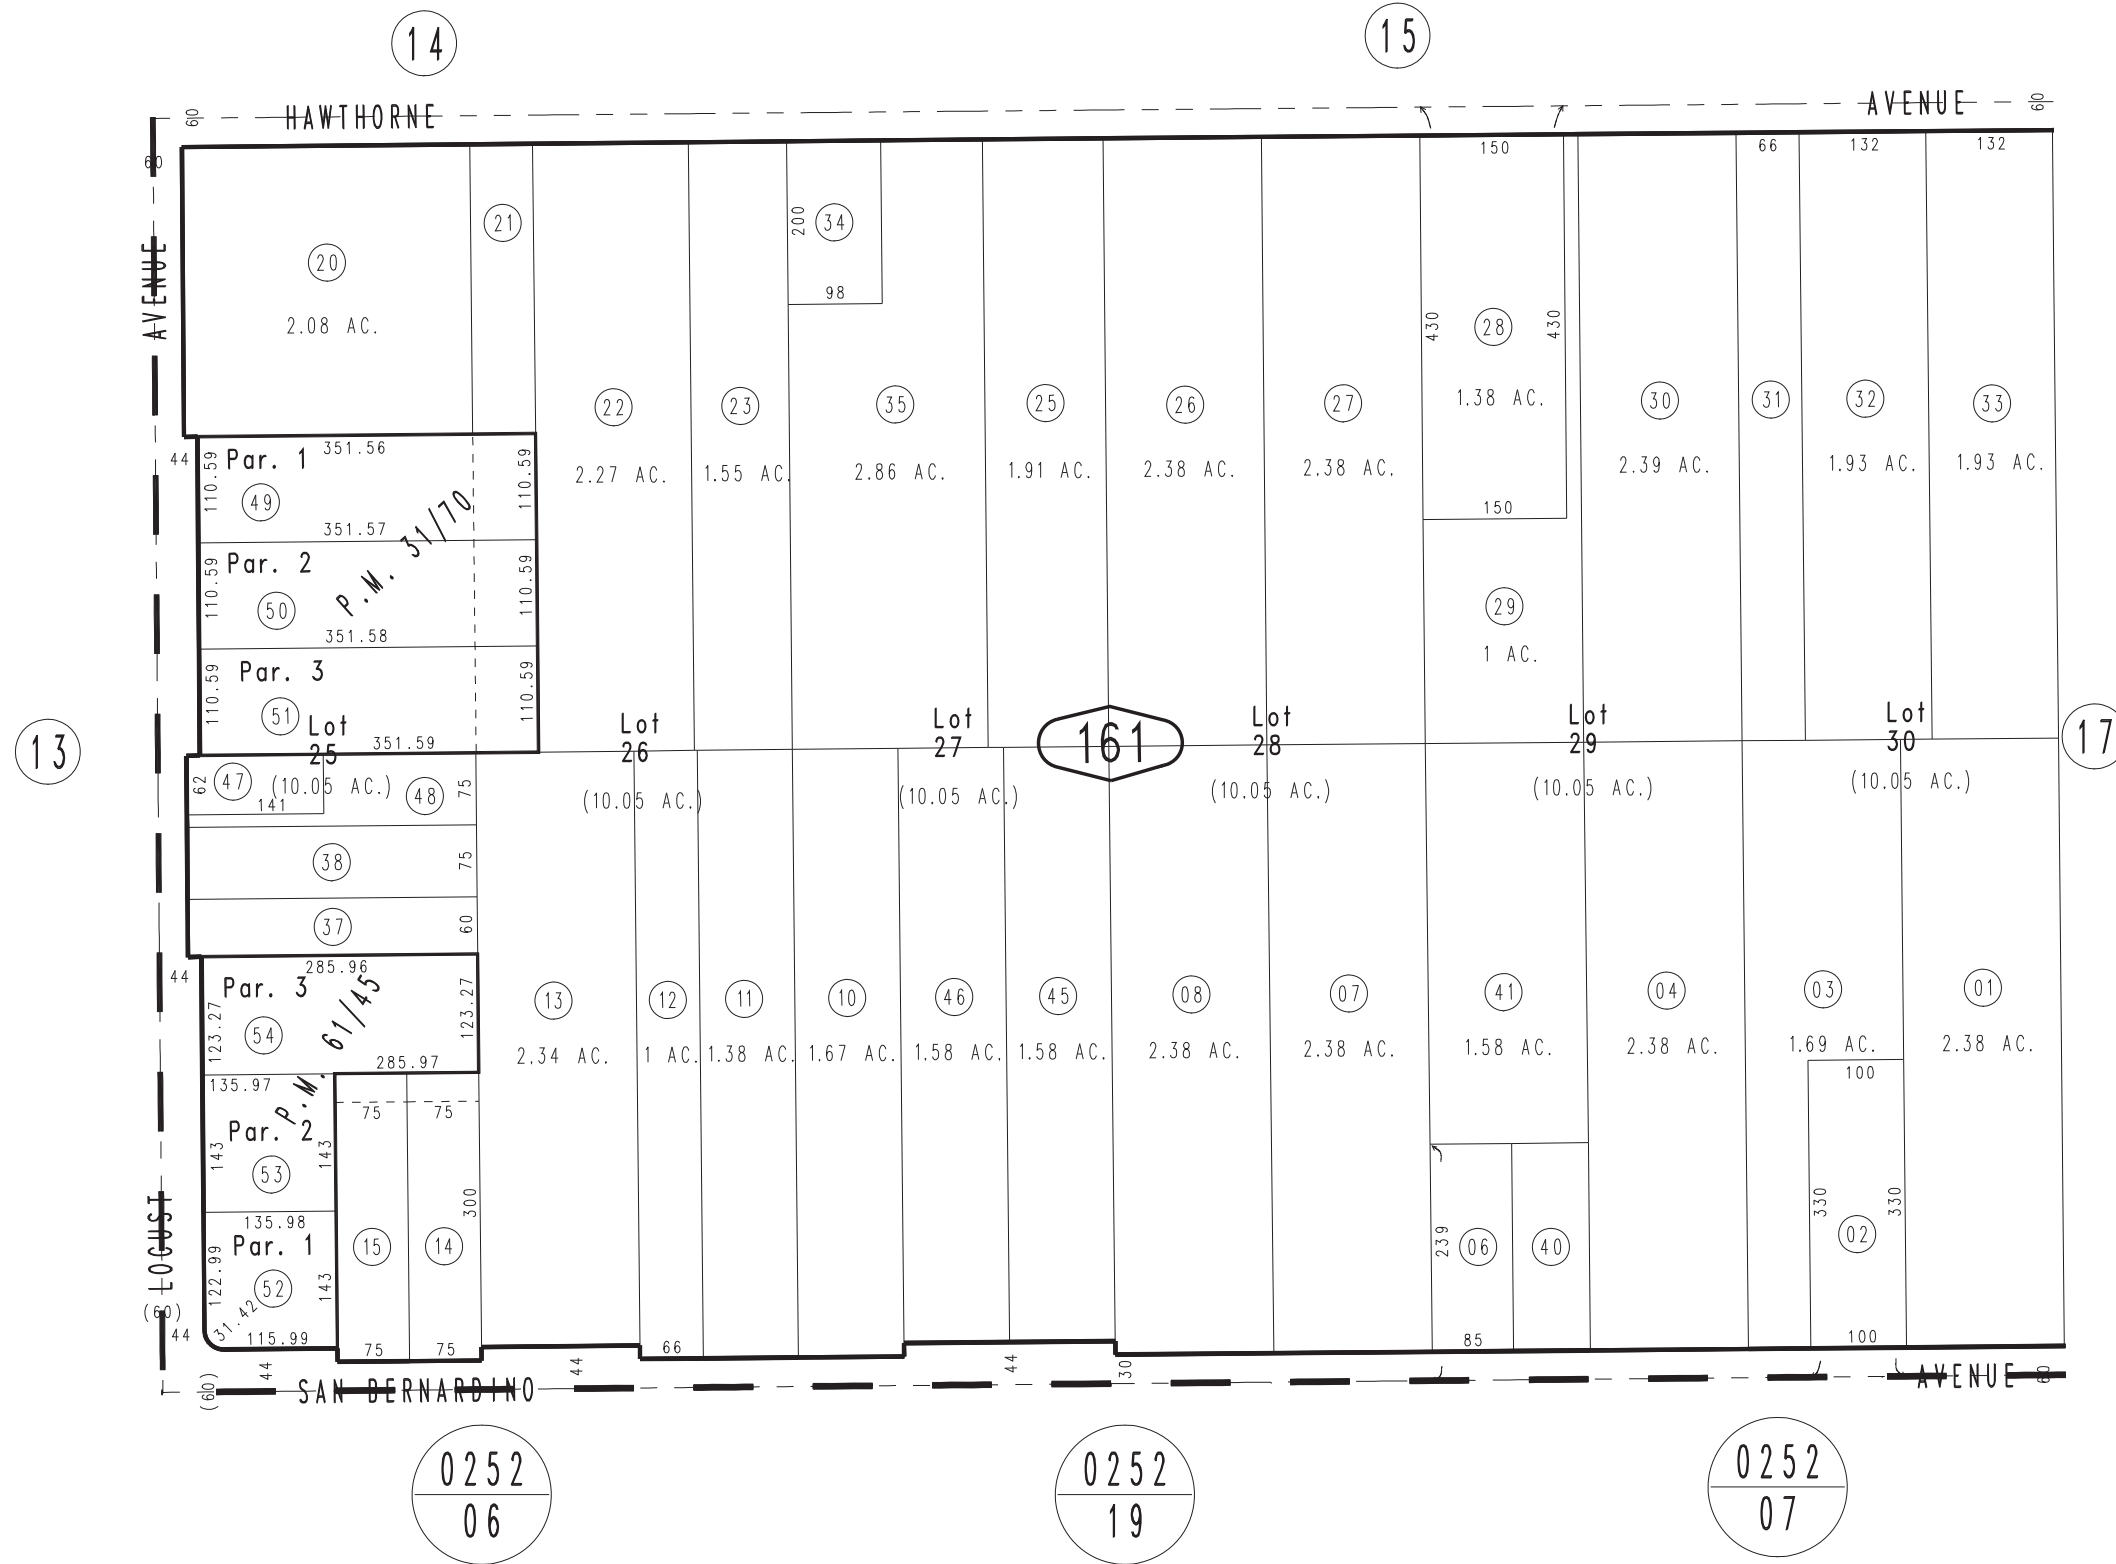 14
15
HAWTHORNE
AVENUE
60
60
60
150
66
132
132
AVENUE
21
200
34
98
20
2.08 AC.
430
28
430
1.38 AC.
150
22
2.27 AC.
23
1.55 AC.
35
2.86 AC.
25
1.91 AC.
26
2.38 AC.
27
2.38 AC.
30
2.39 AC.
31
32
1.93 AC.
33
1.93 AC.
44
110.59
Par. 1
351.56
110.59
49
351.57
P.M. 31/70
110.59
Par. 2
110.59
50
351.58
29
1 AC.
110.59
Par. 3
110.59
51
351.59
Lot
25
(10.05 AC.)
Lot
26
(10.05 AC.)
Lot
27
(10.05 AC.)
161
Lot
28
(10.05 AC.)
Lot
29
(10.05 AC.)
Lot
30
(10.05 AC.)
13
17
62
47
141
48
75
38
75
37
60
44
285.96
Par. 3
123.27
123.27
54
P.M. 61/45
285.97
135.97
13
2.34 AC.
12
1 AC.
11
1.38 AC.
10
1.67 AC.
46
1.58 AC.
45
1.58 AC.
08
2.38 AC.
07
2.38 AC.
41
1.58 AC.
04
2.38 AC.
03
1.69 AC.
01
2.38 AC.
100
75
75
Par. 2
143
143
53
135.98
300
330
330
02
100
LOCUST
(60)
44
Par. 1
122.99
143
52
31.42
115.99
15
14
75
75
239
06
40
85
66
44
44
44
30
(60)
SAN BERNARDINO
AVENUE
60
0252
06
0252
19
0252
07